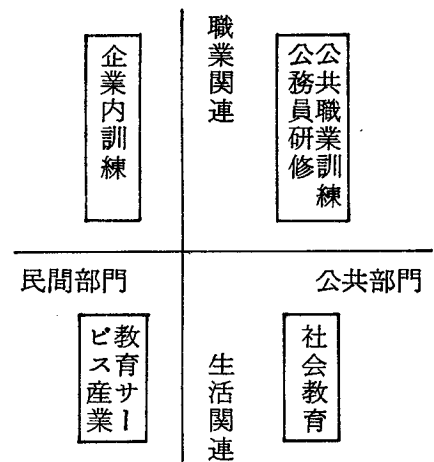 職業関連
公共職業訓練
公務員研修
企業内訓練
民間部門
公共部門
生活関連
社会教育
教育サー
ビス産業